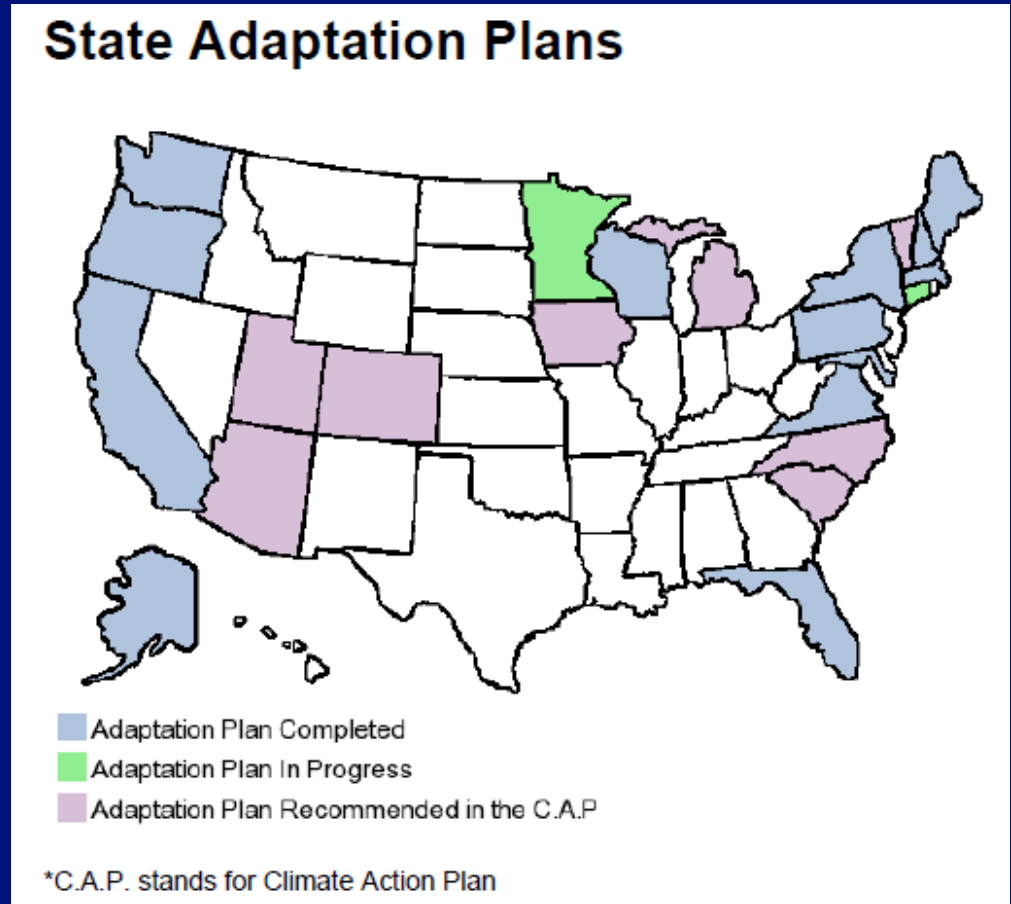 State Adaptation Plans
Adaptation Plan Completed
Adaptation Plan In Progress
Adaptation Plan Recommended in the C.A.P
*C.A.P. stands for Climate Action Plan